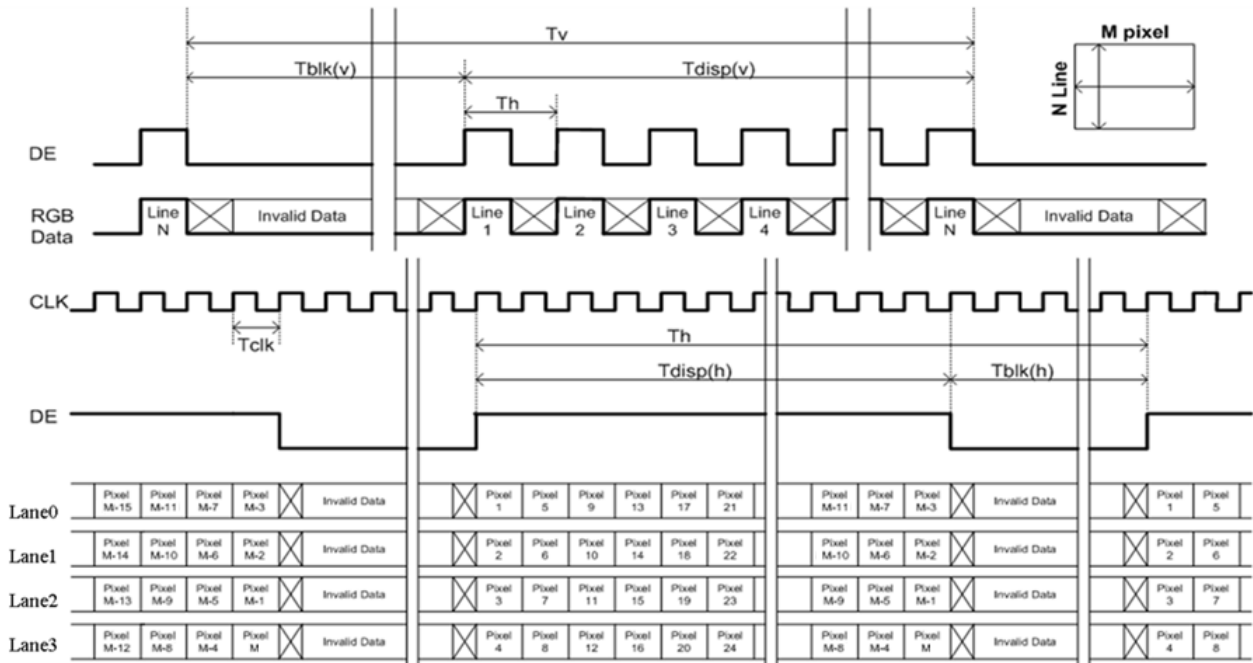 Tv
M pixel
Tblk(v)
Tdisp(v)
N Line
Th
DE
RGB Data
Line N
Invalid Data
Line 1
Line 2
Line 3
Line 4
Line N
Invalid Data
CLK
Tclk
Th
Tdisp(h)
Tblk(h)
DE
Lane0
Pixel M-15 Pixel M-11 Pixel M-7 Pixel M-3 Invalid Data Pixel 1 Pixel 5 Pixel 9 Pixel 13 Pixel 17 Pixel 21 Pixel M-11 Pixel M-7 Pixel M-3 Invalid Data Pixel 1 Pixel 5
Lane1
Pixel M-14 Pixel M-10 Pixel M-6 Pixel M-2 Invalid Data Pixel 2 Pixel 6 Pixel 10 Pixel 14 Pixel 18 Pixel 22 Pixel M-10 Pixel M-6 Pixel M-2 Invalid Data Pixel 2 Pixel 6
Lane2
Pixel M-13 Pixel M-9 Pixel M-5 Pixel M-1 Invalid Data Pixel 3 Pixel 7 Pixel 11 Pixel 15 Pixel 19 Pixel 23 Pixel M-9 Pixel M-5 Pixel M-1 Invalid Data Pixel 3 Pixel 7
Lane3
Pixel M-12 Pixel M-8 Pixel M-4 Pixel M Invalid Data Pixel 4 Pixel 8 Pixel 12 Pixel 16 Pixel 20 Pixel 24 Pixel M-8 Pixel M-4 Pixel M Invalid Data Pixel 4 Pixel 8